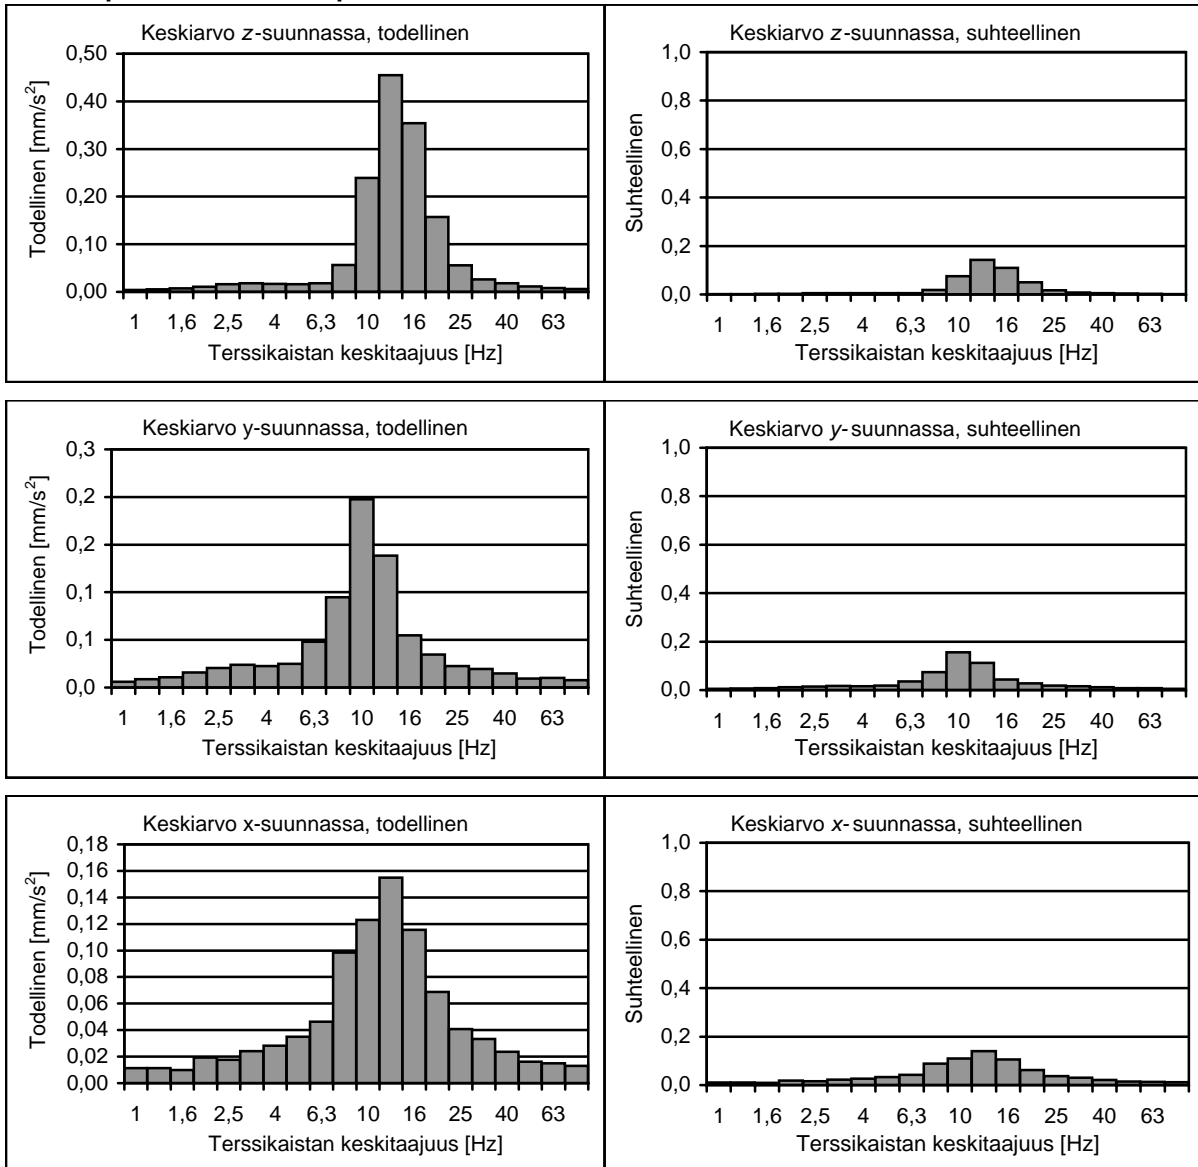 Keskiarvo z-suunnassa, todellinen
Todellinen [mm/s²]
0,50
0,40
0,30
0,20
0,10
0,00
1 1,6 2,5 4 6,3 10 16 25 40 63
Terssikaistan keskitaajuus [Hz]
Keskiarvo z-suunnassa, suhteellinen
Suhteellinen
1,0
0,8
0,6
0,4
0,2
0,0
1 1,6 2,5 4 6,3 10 16 25 40 63
Terssikaistan keskitaajuus [Hz]
Keskiarvo y-suunnassa, todellinen
Todellinen [mm/s²]
0,3
0,2
0,2
0,1
0,1
0,0
1 1,6 2,5 4 6,3 10 16 25 40 63
Terssikaistan keskitaajuus [Hz]
Keskiarvo y-suunnassa, suhteellinen
Suhteellinen
1,0
0,8
0,6
0,4
0,2
0,0
1 1,6 2,5 4 6,3 10 16 25 40 63
Terssikaistan keskitaajuus [Hz]
Keskiarvo x-suunnassa, todellinen
Todellinen [mm/s²]
0,18
0,16
0,14
0,12
0,10
0,08
0,06
0,04
0,02
0,00
1 1,6 2,5 4 6,3 10 16 25 40 63
Terssikaistan keskitaajuus [Hz]
Keskiarvo x-suunnassa, suhteellinen
Suhteellinen
1,0
0,8
0,6
0,4
0,2
0,0
1 1,6 2,5 4 6,3 10 16 25 40 63
Terssikaistan keskitaajuus [Hz]